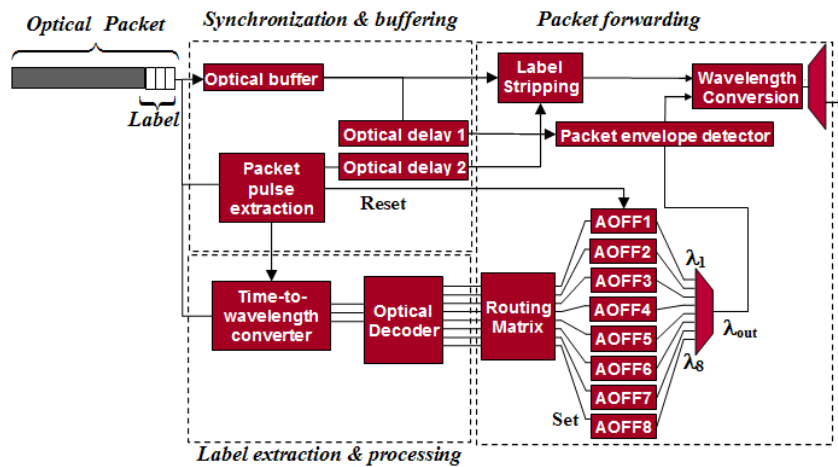 Synchronization & buffering
Packet forwarding
Optical Packet
Label
Optical buffer
Label
Stripping
Wavelength
Conversion
Optical delay 1
Packet envelope detector
Optical delay 2
Packet
pulse
extraction
Reset
AOFF1
AOFF2
AOFF3
AOFF4
AOFF5
AOFF6
AOFF7
AOFF8
λ1
λout
λ8
Time-to-
wavelength
converter
Optical
Decoder
Routing
Matrix
Set
Label extraction & processing